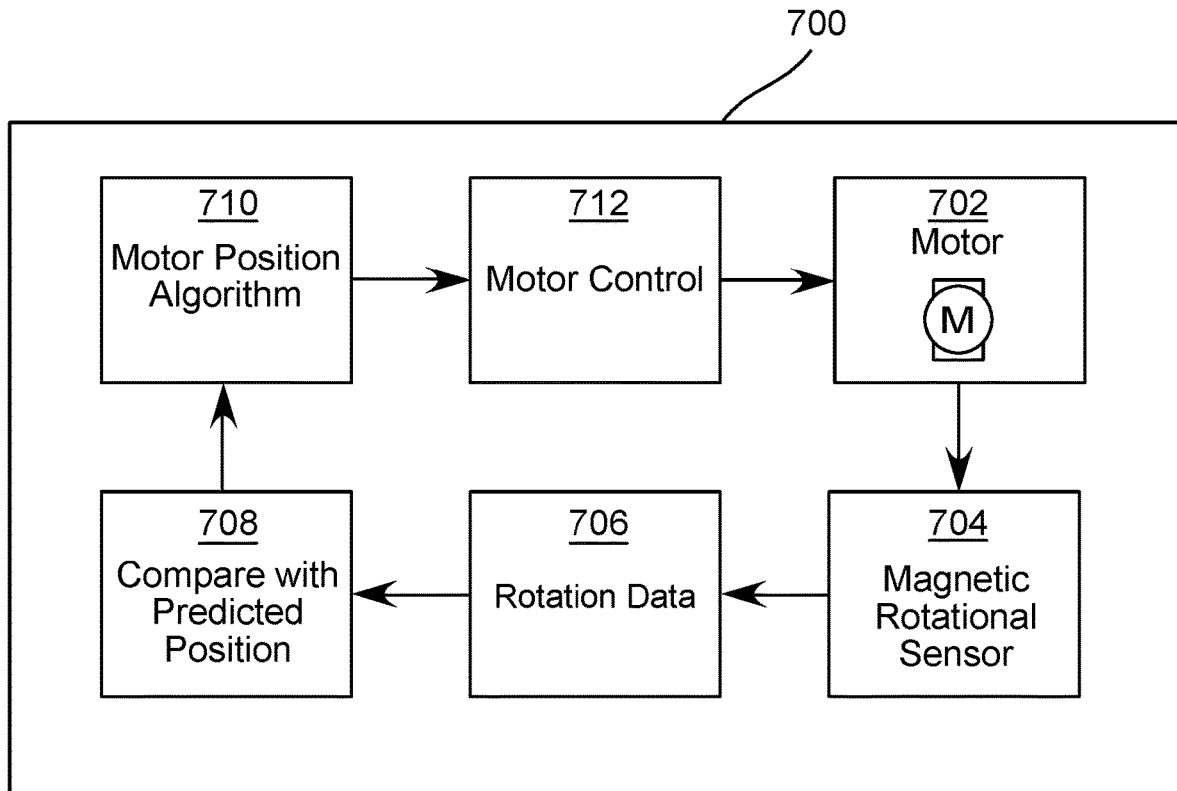 700
710
Motor Position
Algorithm
712
Motor Control
702
Motor
M
708
Compare with
Predicted
Position
706
Rotation Data
704
Magnetic
Rotational
Sensor